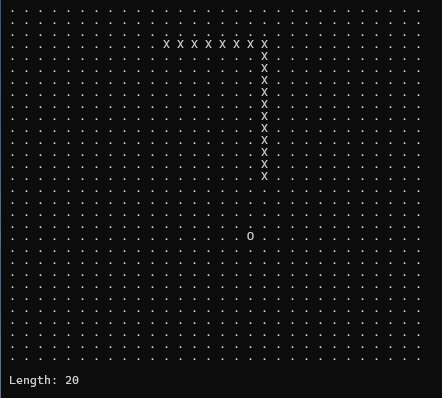 . . . . . . . . . . . . . . . . . . . . . . . . . . . . . .
. . . . . . . . . . . . . . . . . . . . . . . . . . . . . .
. . . . . . . . . . . . . . . . . . . . . . . . . . . . . .
. . . . . . . . . . . X X X X X X X X . . . . . . . . . . .
. . . . . . . . . . . . . . . . . . X . . . . . . . . . . .
. . . . . . . . . . . . . . . . . . X . . . . . . . . . . .
. . . . . . . . . . . . . . . . . . X . . . . . . . . . . .
. . . . . . . . . . . . . . . . . . X . . . . . . . . . . .
. . . . . . . . . . . . . . . . . . X . . . . . . . . . . .
. . . . . . . . . . . . . . . . . . X . . . . . . . . . . .
. . . . . . . . . . . . . . . . . . X . . . . . . . . . . .
. . . . . . . . . . . . . . . . . . X . . . . . . . . . . .
. . . . . . . . . . . . . . . . . . X . . . . . . . . . . .
. . . . . . . . . . . . . . . . . . X . . . . . . . . . . .
. . . . . . . . . . . . . . . . . . X . . . . . . . . . . .
. . . . . . . . . . . . . . . . . . . . . . . . . . . . . .
. . . . . . . . . . . . . . . . . . . . . . . . . . . . . .
. . . . . . . . . . . . . . . . . . . . . . . . . . . . . .
. . . . . . . . . . . . . . . . . . . . . . . . . . . . . .
. . . . . . . . . . . . . . . . . O . . . . . . . . . . . .
. . . . . . . . . . . . . . . . . . . . . . . . . . . . . .
. . . . . . . . . . . . . . . . . . . . . . . . . . . . . .
. . . . . . . . . . . . . . . . . . . . . . . . . . . . . .
. . . . . . . . . . . . . . . . . . . . . . . . . . . . . .
. . . . . . . . . . . . . . . . . . . . . . . . . . . . . .
. . . . . . . . . . . . . . . . . . . . . . . . . . . . . .
. . . . . . . . . . . . . . . . . . . . . . . . . . . . . .
. . . . . . . . . . . . . . . . . . . . . . . . . . . . . .
. . . . . . . . . . . . . . . . . . . . . . . . . . . . . .
. . . . . . . . . . . . . . . . . . . . . . . . . . . . . .
Length: 20